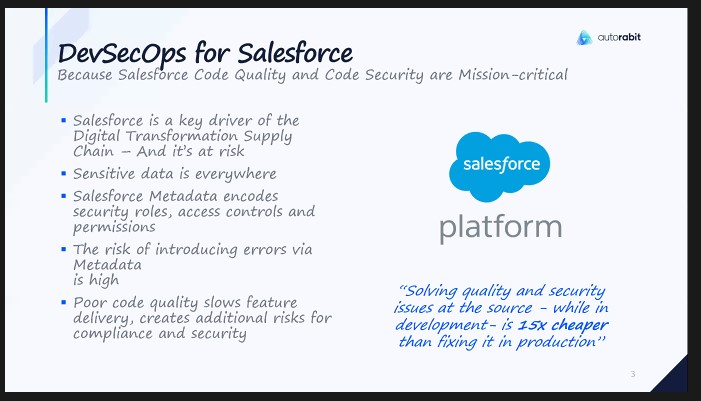 autorabit
DevSecOps for Salesforce
Because Salesforce Code Quality and Code Security are Mission-critical
▪ Salesforce is a key driver of the
Digital Transformation Supply
Chain – And it's at risk
▪ Sensitive data is everywhere
▪ Salesforce Metadata encodes
security roles, access controls and
permissions
▪ The risk of introducing errors via
Metadata
is high
▪ Poor code quality slows feature
delivery, creates additional risks for
compliance and security
salesforce
platform
“Solving quality and security
issues at the source - while in
development- is 15x cheaper
than fixing it in production”
3